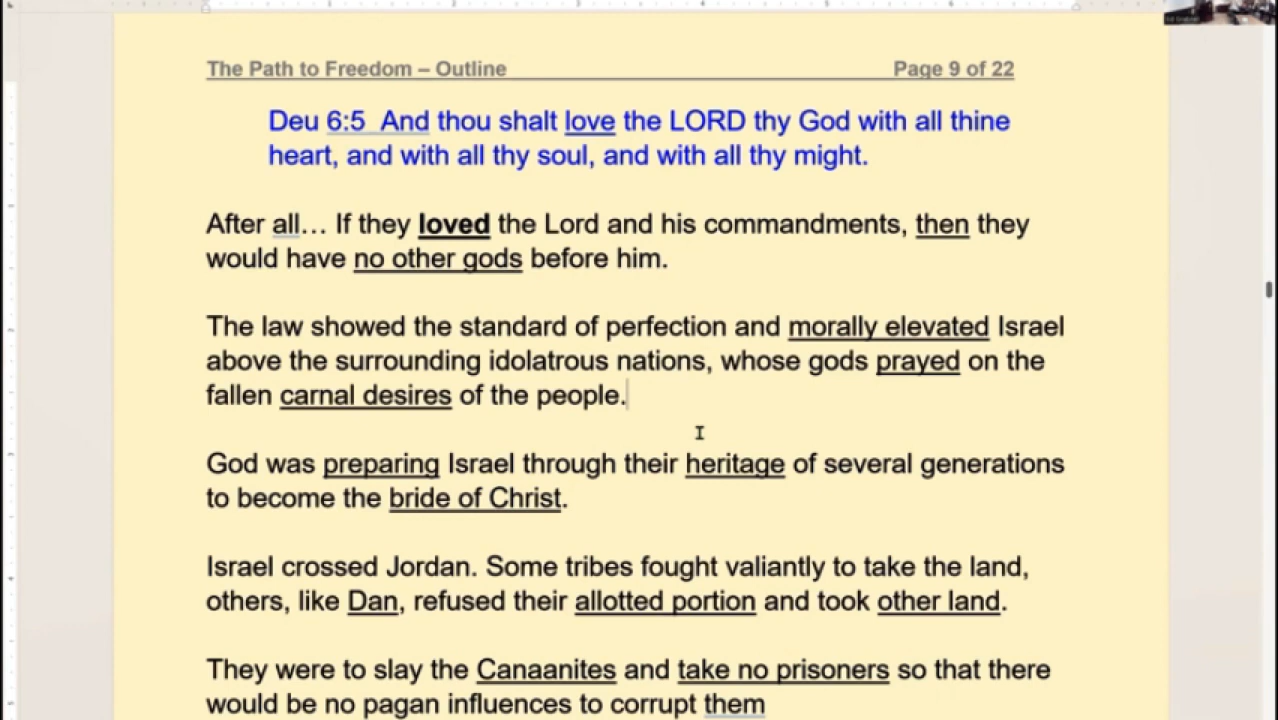 The Path to Freedom – Outline Page 9 of 22
Deu 6:5 And thou shalt love the LORD thy God with all thine
heart, and with all thy soul, and with all thy might.
After all… If they loved the Lord and his commandments, then they
would have no other gods before him.
The law showed the standard of perfection and morally elevated Israel
above the surrounding idolatrous nations, whose gods prayed on the
fallen carnal desires of the people.
God was preparing Israel through their heritage of several generations
to become the bride of Christ.
Israel crossed Jordan. Some tribes fought valiantly to take the land,
others, like Dan, refused their allotted portion and took other land.
They were to slay the Canaanites and take no prisoners so that there
would be no pagan influences to corrupt them